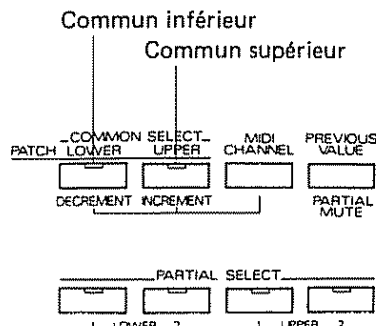 Commun inférieur
Commun supérieur
COMMON SELECT
PATCH LOWER UPPER MIDI CHANNEL PREVIOUS VALUE
DECREMENT INCREMENT PARTIAL MUTE
PARTIAL SELECT
1 LOWER 2 1 UPPER 2